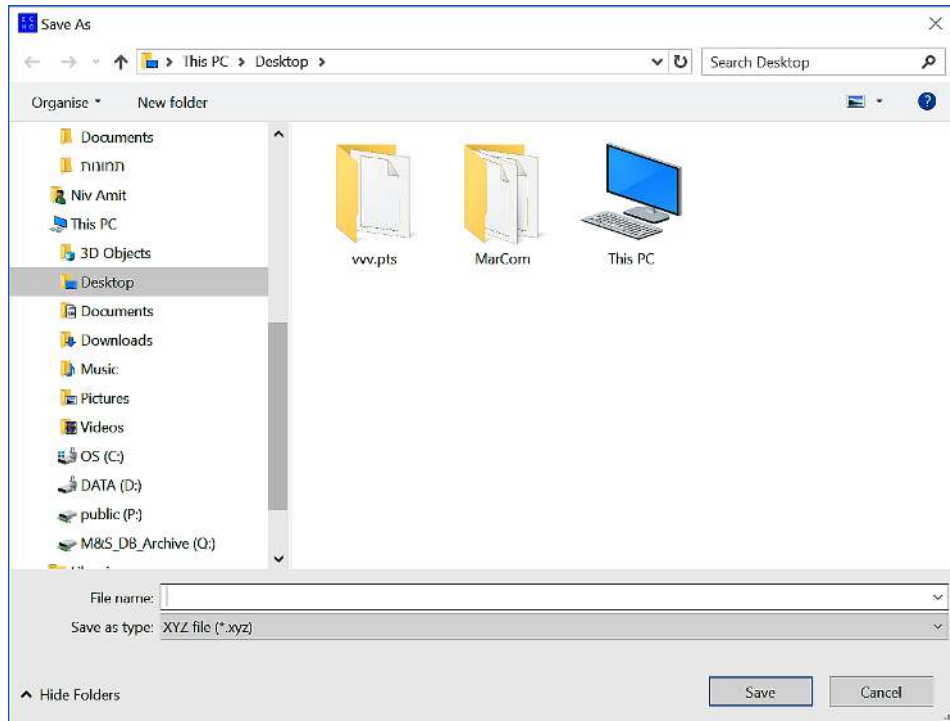 Save As
This PC > Desktop >
Search Desktop
Organise
New folder
Documents
תמונות
Niv Amit
This PC
3D Objects
Desktop
Documents
Downloads
Music
Pictures
Videos
OS (C:)
DATA (D:)
public (P:)
M&S_DB_Archive (Q:)
vvv.pts
MarCom
This PC
File name:
Save as type: XYZ file (*.xyz)
Hide Folders
Save
Cancel